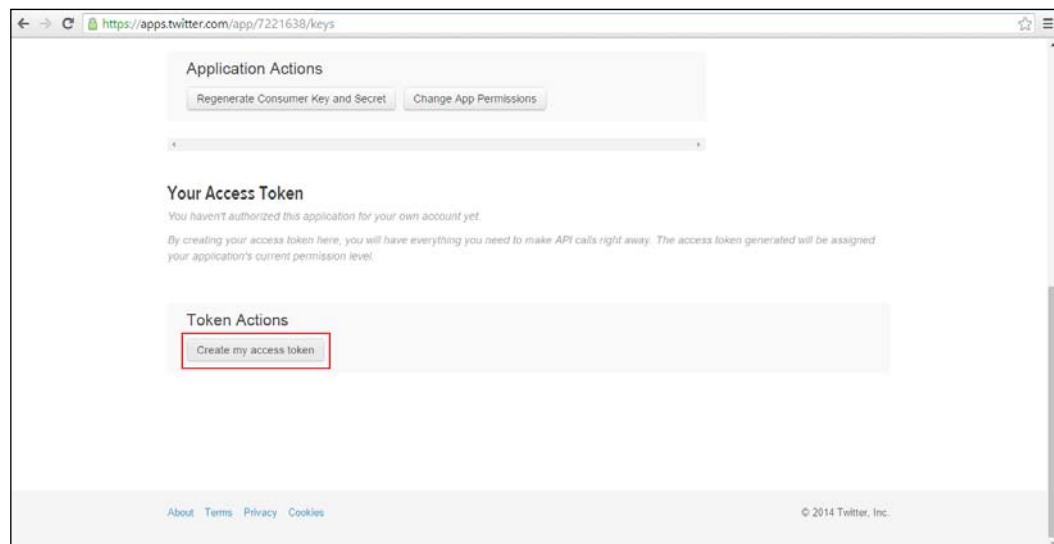 https://apps.twitter.com/app/7221638/keys
Application Actions
Regenerate Consumer Key and Secret Change App Permissions
Your Access Token
You haven't authorized this application for your own account yet.
By creating your access token here, you will have everything you need to make API calls right away. The access token generated will be assigned
your application's current permission level.
Token Actions
Create my access token
About Terms Privacy Cookies © 2014 Twitter, Inc.